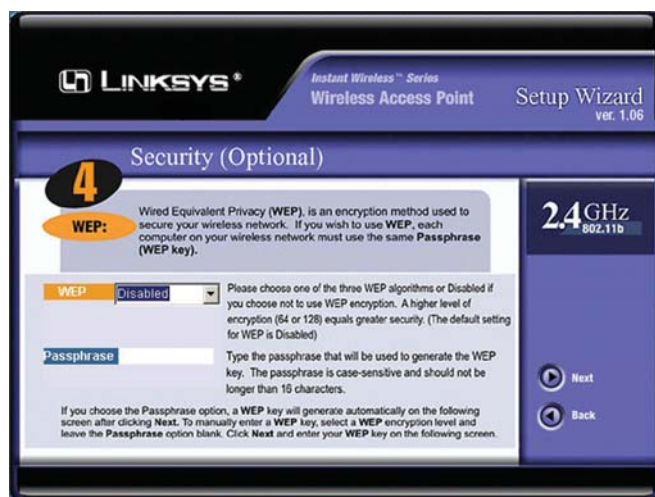 LINKSYS®
Instant Wireless™ Series
Wireless Access Point
Setup Wizard
ver. 1.06
Security (Optional)
4
WEP:
Wired Equivalent Privacy (WEP), is an encryption method used to
secure your wireless network. If you wish to use WEP, each
computer on your wireless network must use the same Passphrase
(WEP key).
2.4 GHz
802.11b
WEP
Disabled
Please choose one of the three WEP algorithms or Disabled if
you choose not to use WEP encryption. A higher level of
encryption (64 or 128) equals greater security. (The default setting
for WEP is Disabled)
Passphrase
Type the passphrase that will be used to generate the WEP
key. The passphrase is case-sensitive and should not be
longer than 16 characters.
If you choose the Passphrase option, a WEP key will generate automatically on the following
screen after clicking Next. To manually enter a WEP key, select a WEP encryption level and
leave the Passphrase option blank. Click Next and enter your WEP key on the following screen.
Next
Back